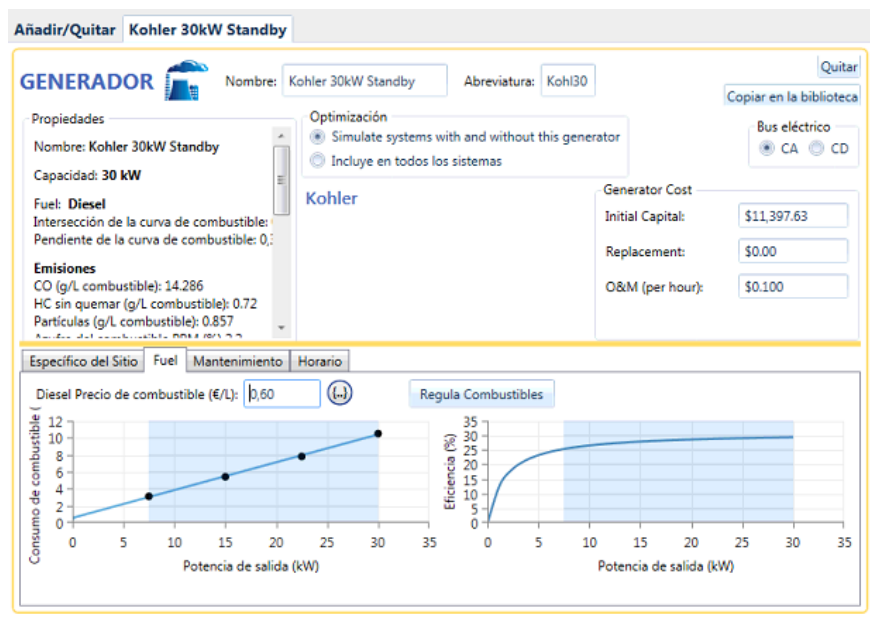 Añadir/Quitar Kohler 30kW Standby
GENERADOR Nombre: Kohler 30kW Standby Abreviatura: Kohl30 Quitar
Copiar en la biblioteca
Propiedades
Nombre: Kohler 30kW Standby
Capacidad: 30 kW
Fuel: Diesel
Intersección de la curva de combustible:
Pendiente de la curva de combustible: 0,
Emisiones
CO (g/L combustible): 14.286
HC sin quemar (g/L combustible): 0.72
Partículas (g/L combustible): 0.857
Optimización
Simulate systems with and without this generator
Incluye en todos los sistemas
Bus eléctrico
CA CD
Kohler
Generator Cost
Initial Capital: $11,397.63
Replacement: $0.00
O&M (per hour): $0.100
Específico del Sitio Fuel Mantenimiento Horario
Diesel Precio de combustible (€/L): 0,60 (..) Regula Combustibles
Consumo de combustible (
12
10
8
6
4
2
0
0 5 10 15 20 25 30 35
Potencia de salida (kW)
Eficiencia (%)
35
30
25
20
15
10
5
0
0 5 10 15 20 25 30 35
Potencia de salida (kW)